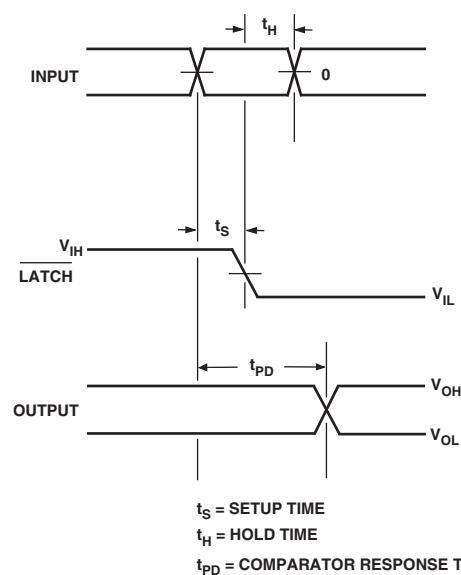 t_H
INPUT
0
t_S
V_IH
LATCH
V_IL
t_PD
V_OH
OUTPUT
V_OL
t_S = SETUP TIME
t_H = HOLD TIME
t_PD = COMPARATOR RESPONSE T